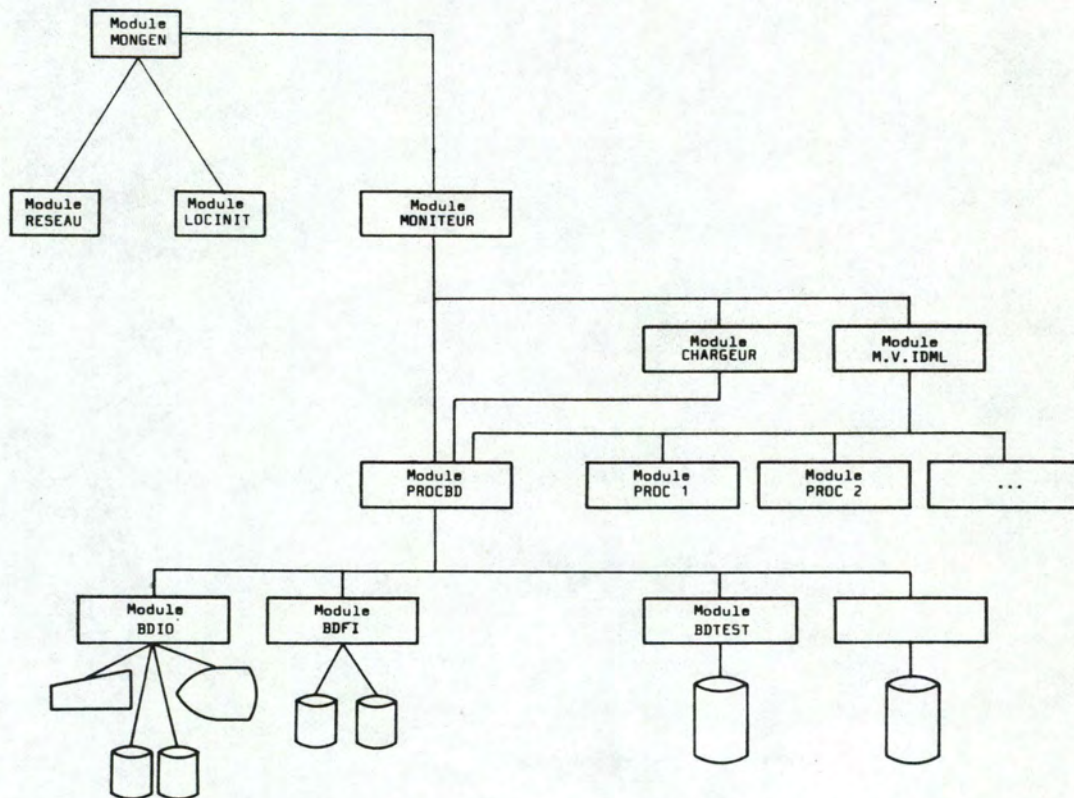 Module
MONGEN
Module
RESEAU
Module
LOCINIT
Module
MONITEUR
Module
CHARGEUR
Module
M.V.IDML
Module
PROCBD
Module
PROC 1
Module
PROC 2
...
Module
BDIO
Module
BDFI
Module
BDTEST